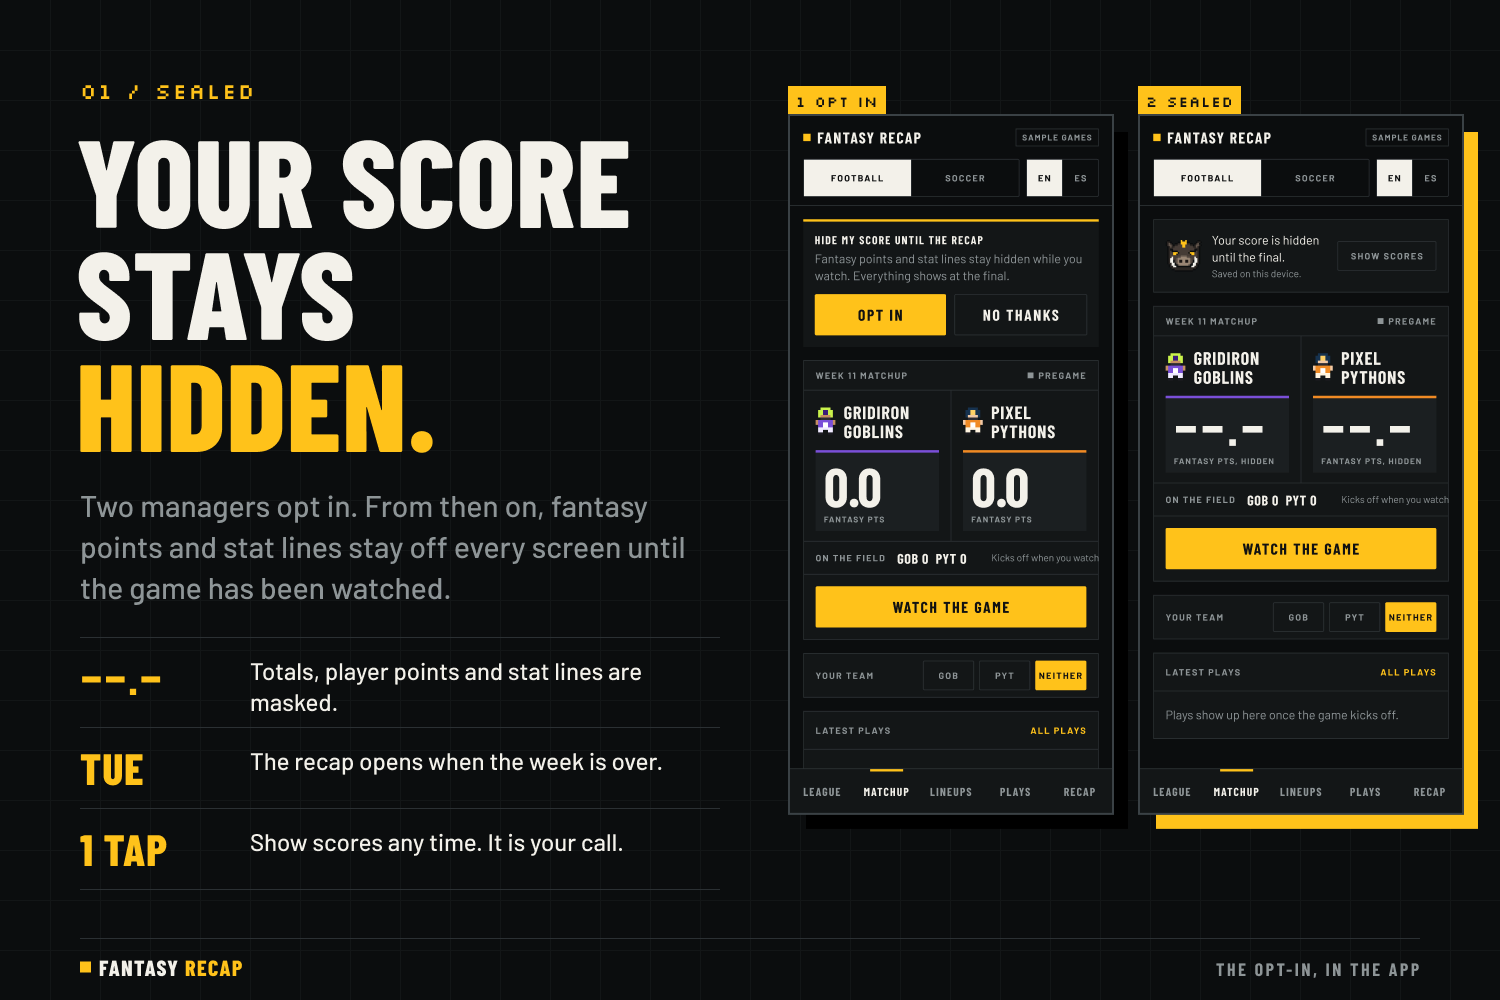 01 / SEALED
YOUR SCORE
STAYS
HIDDEN.
Two managers opt in. From then on, fantasy
points and stat lines stay off every screen until
the game has been watched.
--.-
Totals, player points and stat lines are
masked.
TUE
The recap opens when the week is over.
1 TAP
Show scores any time. It is your call.
1 OPT IN
FANTASY RECAP
SAMPLE GAMES
FOOTBALL
SOCCER
EN
ES
HIDE MY SCORE UNTIL THE RECAP
Fantasy points and stat lines stay hidden while you
watch. Everything shows at the final.
OPT IN
NO THANKS
WEEK 11 MATCHUP
PREGAME
GRIDIRON
GOBLINS
PIXEL
PYTHONS
0.0
FANTASY PTS
0.0
FANTASY PTS
ON THE FIELD GOB 0 PYT 0 Kicks off when you watch
WATCH THE GAME
YOUR TEAM
GOB
PYT
NEITHER
LATEST PLAYS
ALL PLAYS
LEAGUE
MATCHUP
LINEUPS
PLAYS
RECAP
2 SEALED
FANTASY RECAP
SAMPLE GAMES
FOOTBALL
SOCCER
EN
ES
Your score is hidden
until the final.
Saved on this device.
SHOW SCORES
WEEK 11 MATCHUP
PREGAME
GRIDIRON
GOBLINS
PIXEL
PYTHONS
--.-
FANTASY PTS, HIDDEN
--.-
FANTASY PTS, HIDDEN
ON THE FIELD GOB 0 PYT 0 Kicks off when you watch
WATCH THE GAME
YOUR TEAM
GOB
PYT
NEITHER
LATEST PLAYS
ALL PLAYS
Plays show up here once the game kicks off.
LEAGUE
MATCHUP
LINEUPS
PLAYS
RECAP
FANTASY RECAP
THE OPT-IN, IN THE APP